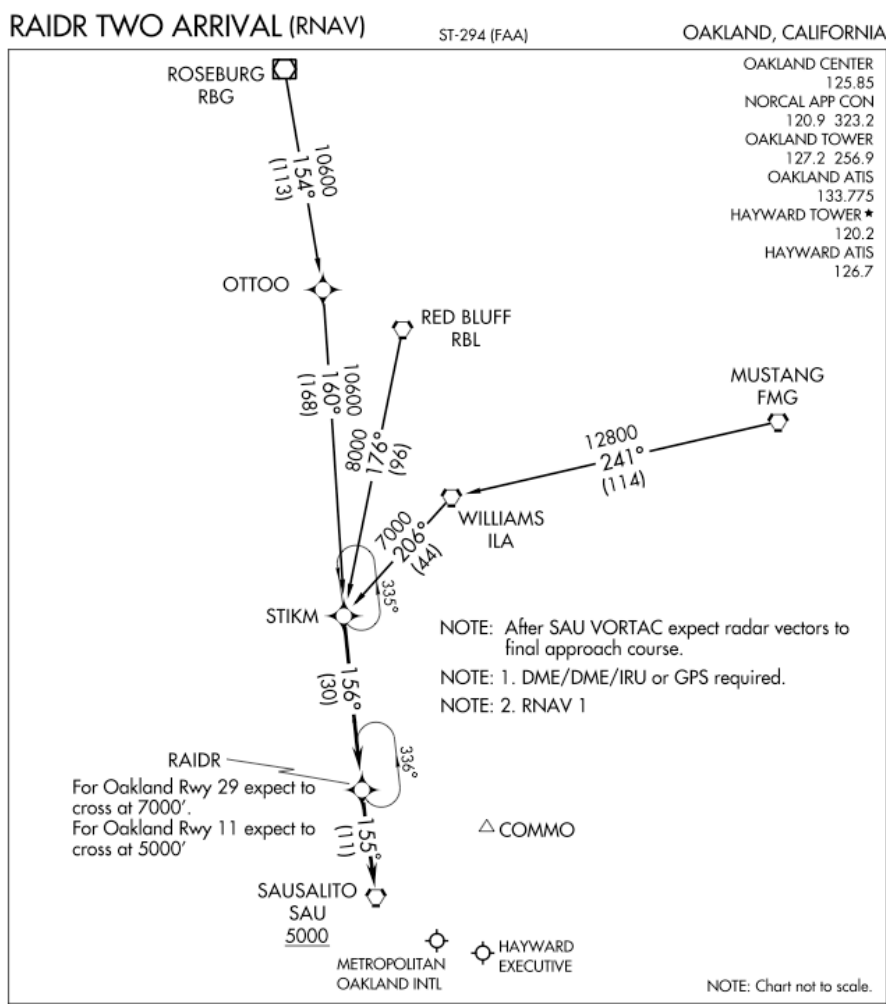 RAIDR TWO ARRIVAL (RNAV)
ST-294 (FAA)
OAKLAND, CALIFORNIA
OAKLAND CENTER
125.85
NORCAL APP CON
120.9 323.2
OAKLAND TOWER
127.2 256.9
OAKLAND ATIS
133.775
HAYWARD TOWER★
120.2
HAYWARD ATIS
126.7
ROSEBURG
RBG
10600
154°
(113)
OTTOO
RED BLUFF
RBL
10600
160°
(168)
(96)
176°
8000
MUSTANG
FMG
12800
241°
(114)
WILLIAMS
ILA
7000
206°
(44)
335°
STIKM
NOTE: After SAU VORTAC expect radar vectors to
final approach course.
NOTE: 1. DME/DME/IRU or GPS required.
NOTE: 2. RNAV 1
156°
(30)
336°
RAIDR
For Oakland Rwy 29 expect to
cross at 7000'.
For Oakland Rwy 11 expect to
cross at 5000'
155°
(11)
COMMO
SAUSALITO
SAU
5000
METROPOLITAN
OAKLAND INTL
HAYWARD
EXECUTIVE
NOTE: Chart not to scale.